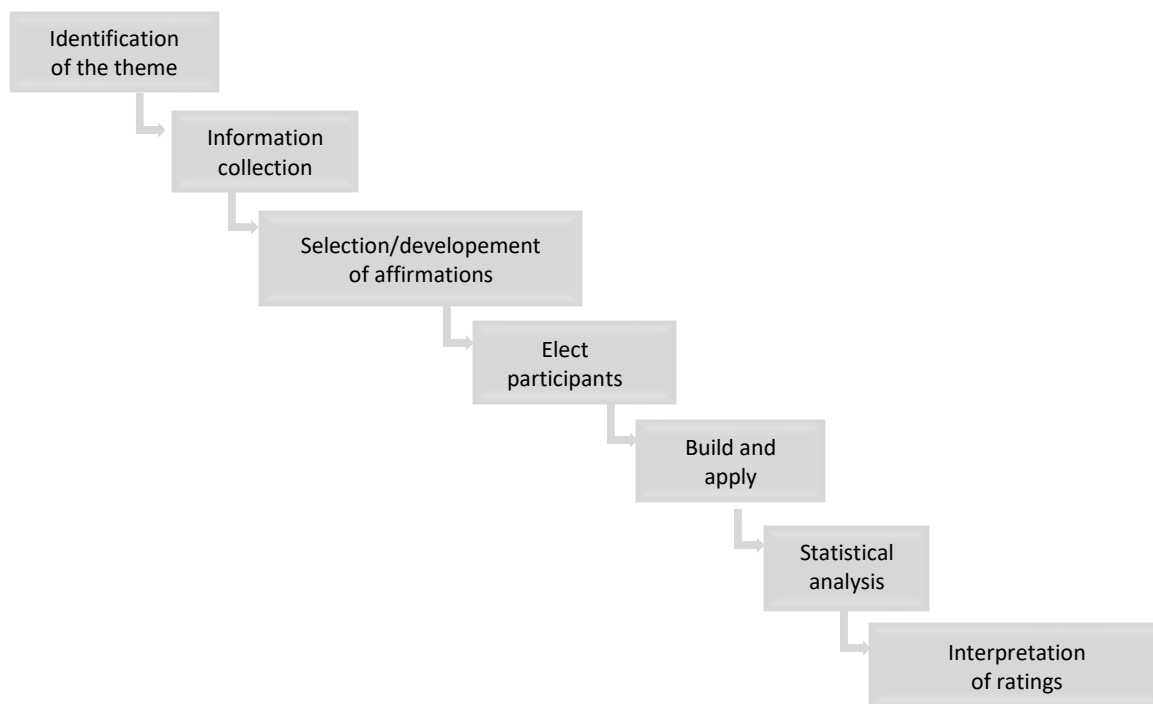 Identification
of the theme
Information
collection
Selection/developement
of affirmations
Elect
participants
Build and
apply
Statistical
analysis
Interpretation
of ratings